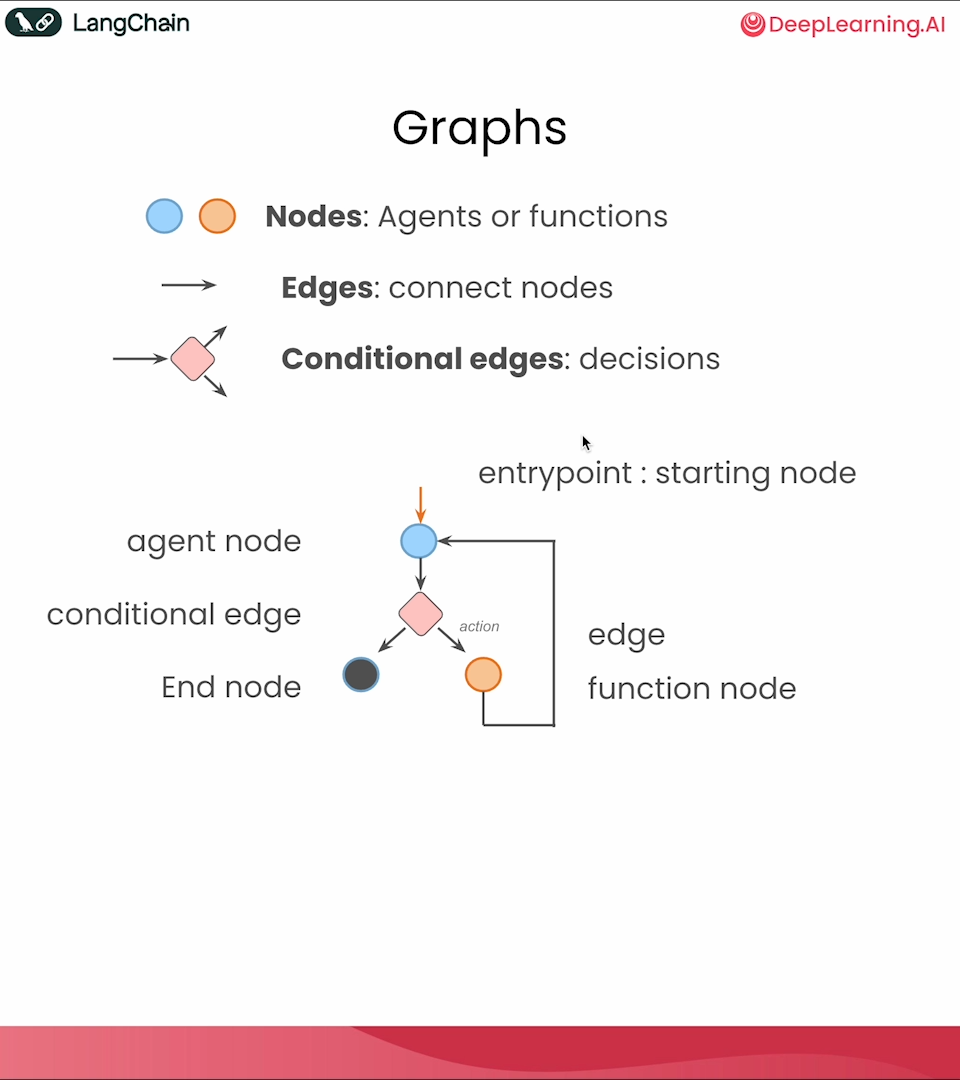 LangChain
DeepLearning.AI
Graphs
Nodes: Agents or functions
Edges: connect nodes
Conditional edges: decisions
entrypoint : starting node
agent node
conditional edge
action
edge
End node
function node